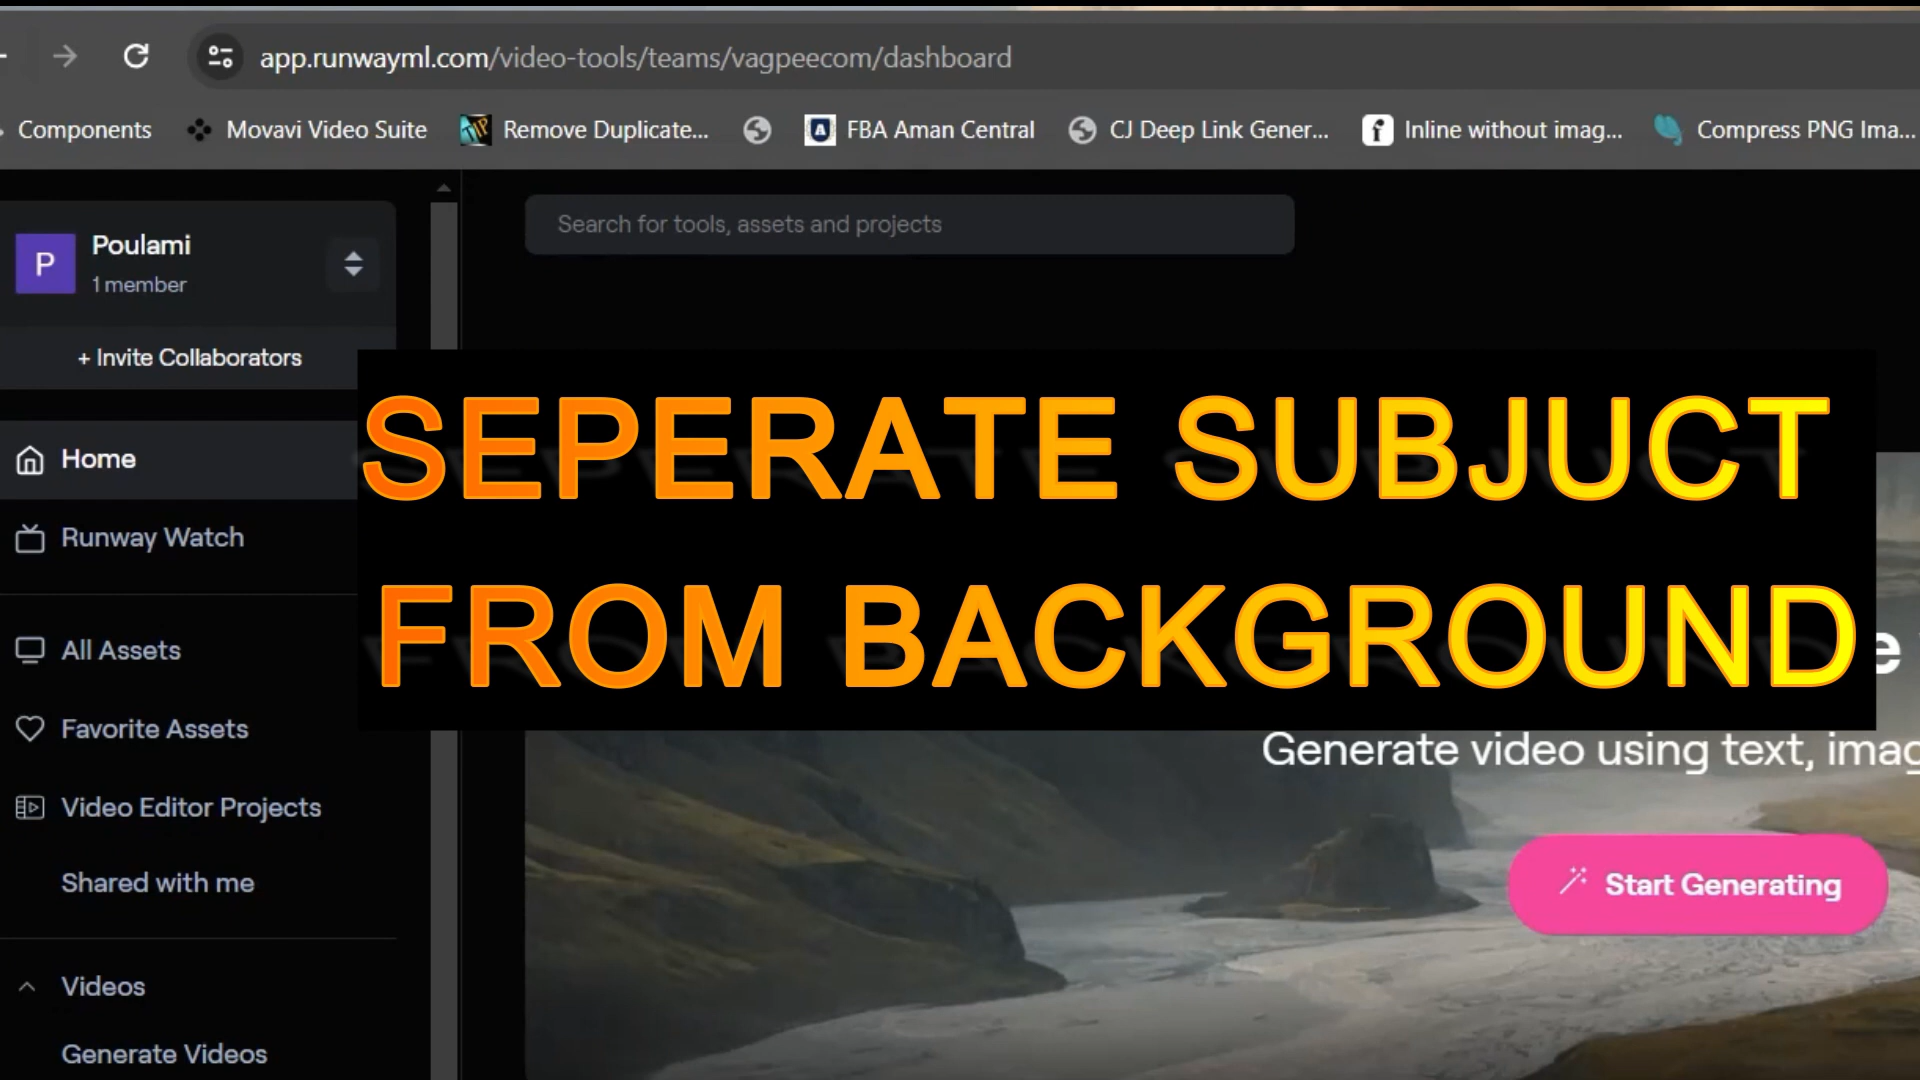 app.runwayml.com/video-tools/teams/vagpeecom/dashboard
Components Movavi Video Suite Remove Duplicate... FBA Aman Central CJ Deep Link Gener... Inline without imag... Compress PNG Ima...
Search for tools, assets and projects
P Poulami
1 member
+ Invite Collaborators
Home
Runway Watch
All Assets
Favorite Assets
Video Editor Projects
Shared with me
Videos
Generate Videos
SEPERATE SUBJUCT
FROM BACKGROUND
e
Generate video using text, imag
Start Generating